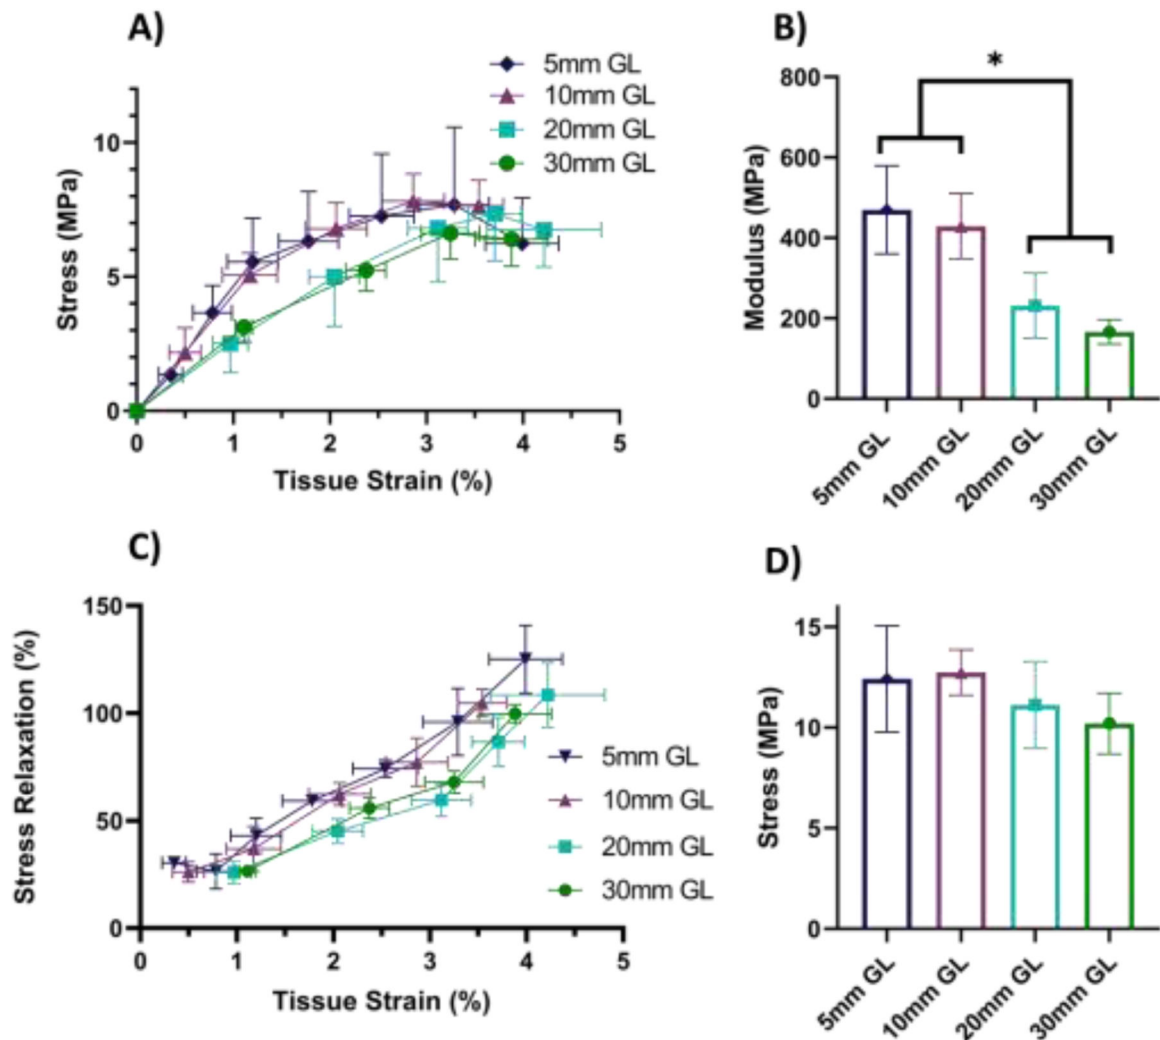 A)
5mm GL
10mm GL
20mm GL
30mm GL
Stress (MPa)
10
5
0
0 1 2 3 4 5
Tissue Strain (%)
B)
*
Modulus (MPa)
800
600
400
200
0
5mm GL
10mm GL
20mm GL
30mm GL
C)
Stress Relaxation (%)
150
100
50
0
5mm GL
10mm GL
20mm GL
30mm GL
0 1 2 3 4 5
Tissue Strain (%)
D)
Stress (MPa)
15
10
5
0
5mm GL
10mm GL
20mm GL
30mm GL